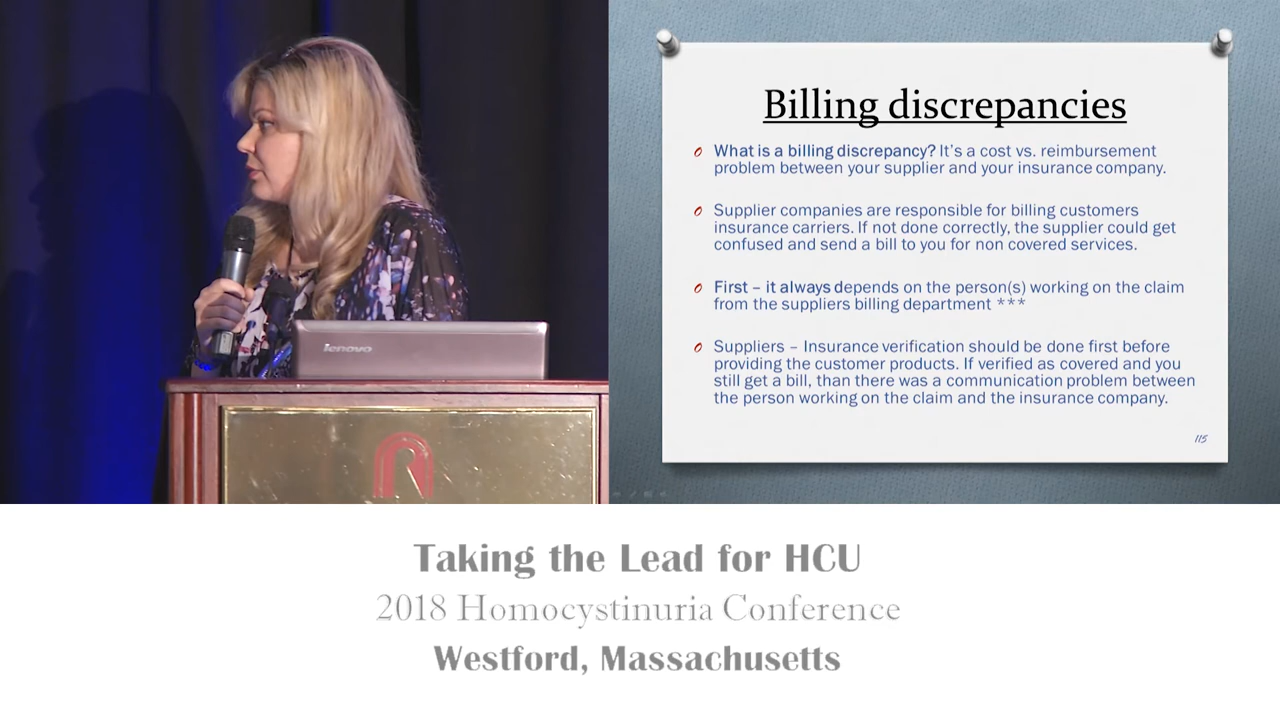 lenovo
R
Billing discrepancies
What is a billing discrepancy? It's a cost vs. reimbursement
problem between your supplier and your insurance company.
Supplier companies are responsible for billing customers
insurance carriers. If not done correctly, the supplier could get
confused and send a bill to you for non covered services.
First – it always depends on the person(s) working on the claim
from the suppliers billing department ***
Suppliers – Insurance verification should be done first before
providing the customer products. If verified as covered and you
still get a bill, than there was a communication problem between
the person working on the claim and the insurance company.
115
Taking the Lead for HCU
2018 Homocystinuria Conference
Westford, Massachusetts